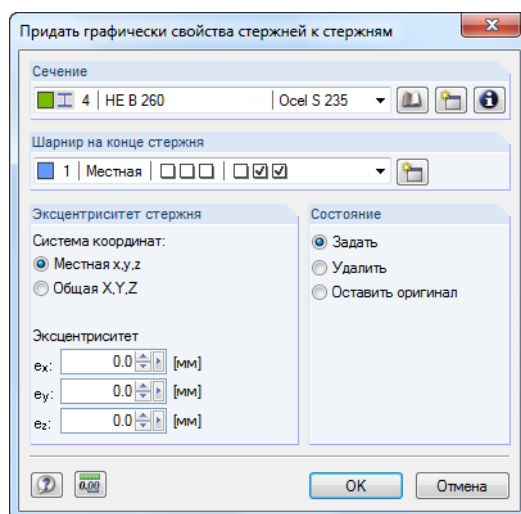 Придать графически свойства стержней к стержням
Сечение
4 HE B 260 Ocel S 235
Шарнир на конце стержня
1 Местная
Эксцентриситет стержня
Система координат:
Местная x,y,z
Общая X,Y,Z
Эксцентриситет
ex: 0.0 [мм]
ey: 0.0 [мм]
ez: 0.0 [мм]
Состояние
Задать
Удалить
Оставить оригинал
0.00
OK
Отмена